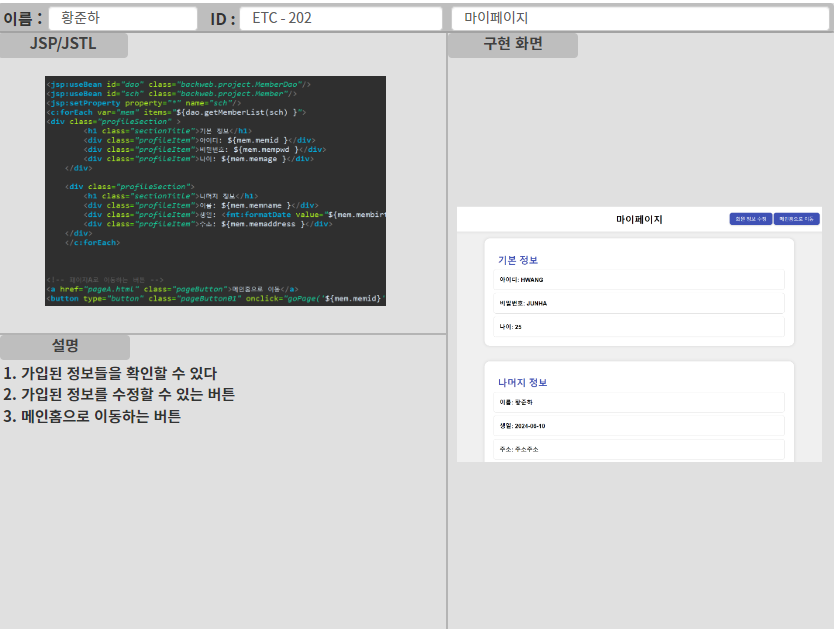 이름 : 황준하 ID : ETC - 202 마이페이지
JSP/JSTL
<jsp:useBean id="dao" class="backweb.project.MemberDao"/>
<jsp:useBean id="sch" class="backweb.project.Member"/>
<jsp:setProperty property="*" name="sch"/>
<c:forEach var="mem" items="${dao.getMemberList(sch) }">
<div class="profileSection" >
<h1 class="sectionTitle">기본 정보</h1>
<div class="profileItem">아이디: ${mem.memid }</div>
<div class="profileItem">비밀번호: ${mem.mempwd }</div>
<div class="profileItem">나이: ${mem.memage }</div>
</div>
<div class="profileSection">
<h1 class="sectionTitle">나머지 정보</h1>
<div class="profileItem">이름: ${mem.memname }</div>
<div class="profileItem">생일: <fmt:formatDate value="${mem.membirt
<div class="profileItem">주소: ${mem.memaddress }</div>
</div>
</c:forEach>
<!-- 페이지A로 이동하는 버튼 -->
<a href="pageA.html" class="pageButton">메인홈으로 이동</a>
<button type="button" class="pageButton01" onclick="goPage('${mem.memid}'
설명
1. 가입된 정보들을 확인할 수 있다
2. 가입된 정보를 수정할 수 있는 버튼
3. 메인홈으로 이동하는 버튼
구현 화면
마이페이지 회원 정보 수정 메인홈으로 이동
기본 정보
아이디: HWANG
비밀번호: JUNHA
나이: 25
나머지 정보
이름: 황준하
생일: 2024-06-10
주소: 주소주소